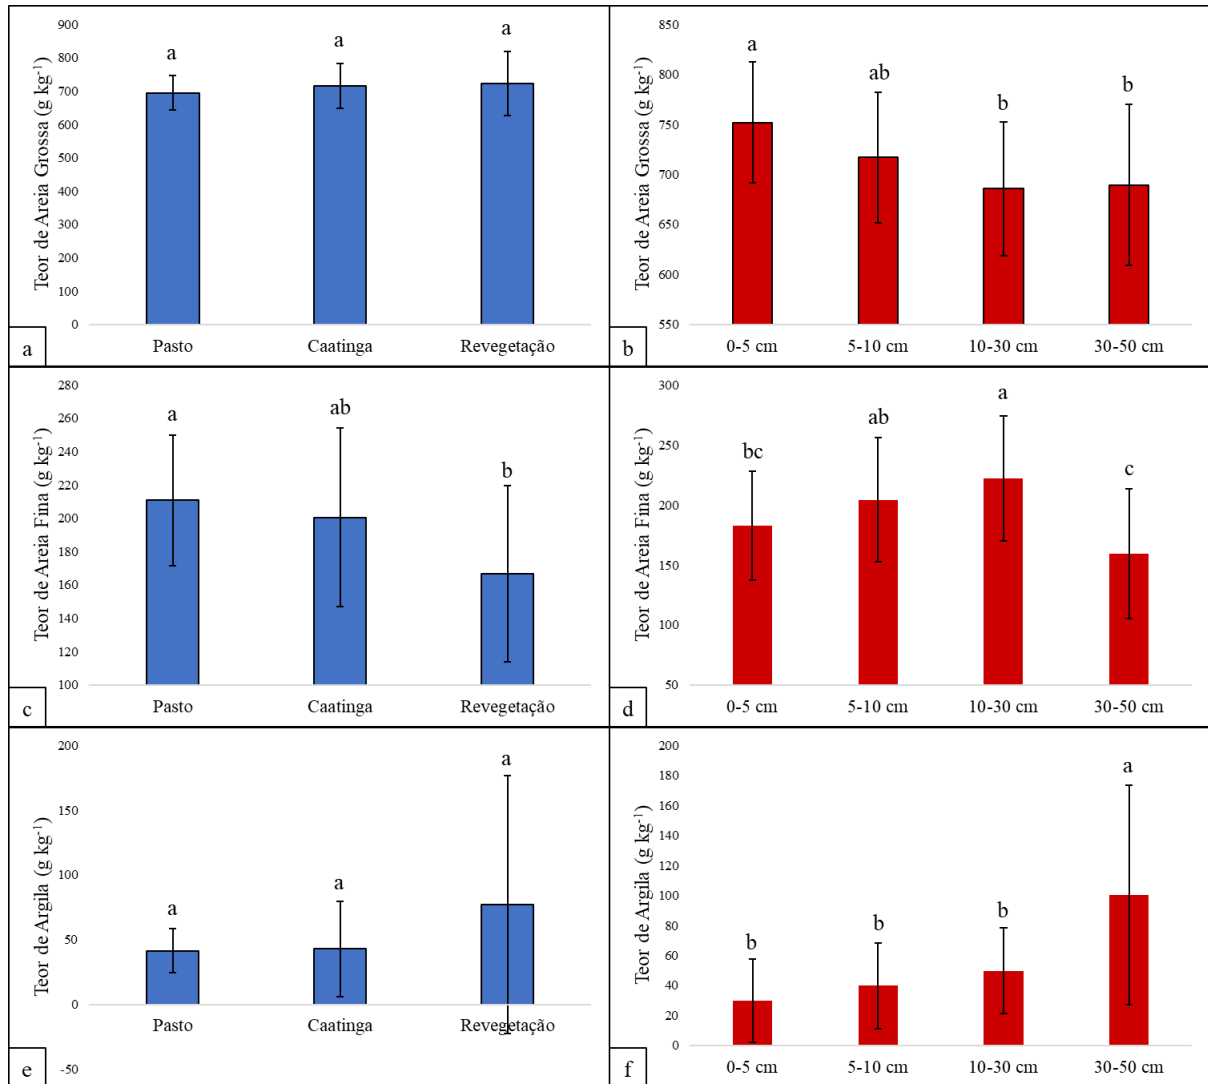 Teor de Areia Grossa (g kg⁻¹)
900
800
700
600
500
400
300
200
100
0
a
a
a
Pasto
Caatinga
Revegetação
a
Teor de Areia Grossa (g kg⁻¹)
850
800
750
700
650
600
550
a
ab
b
b
0-5 cm
5-10 cm
10-30 cm
30-50 cm
b
Teor de Areia Fina (g kg⁻¹)
280
260
240
220
200
180
160
140
120
100
a
ab
b
Pasto
Caatinga
Revegetação
c
Teor de Areia Fina (g kg⁻¹)
300
250
200
150
100
50
bc
ab
a
c
0-5 cm
5-10 cm
10-30 cm
30-50 cm
d
Teor de Argila (g kg⁻¹)
200
150
100
50
0
-50
a
a
a
Pasto
Caatinga
Revegetação
e
Teor de Argila (g kg⁻¹)
200
180
160
140
120
100
80
60
40
20
0
b
b
b
a
0-5 cm
5-10 cm
10-30 cm
30-50 cm
f